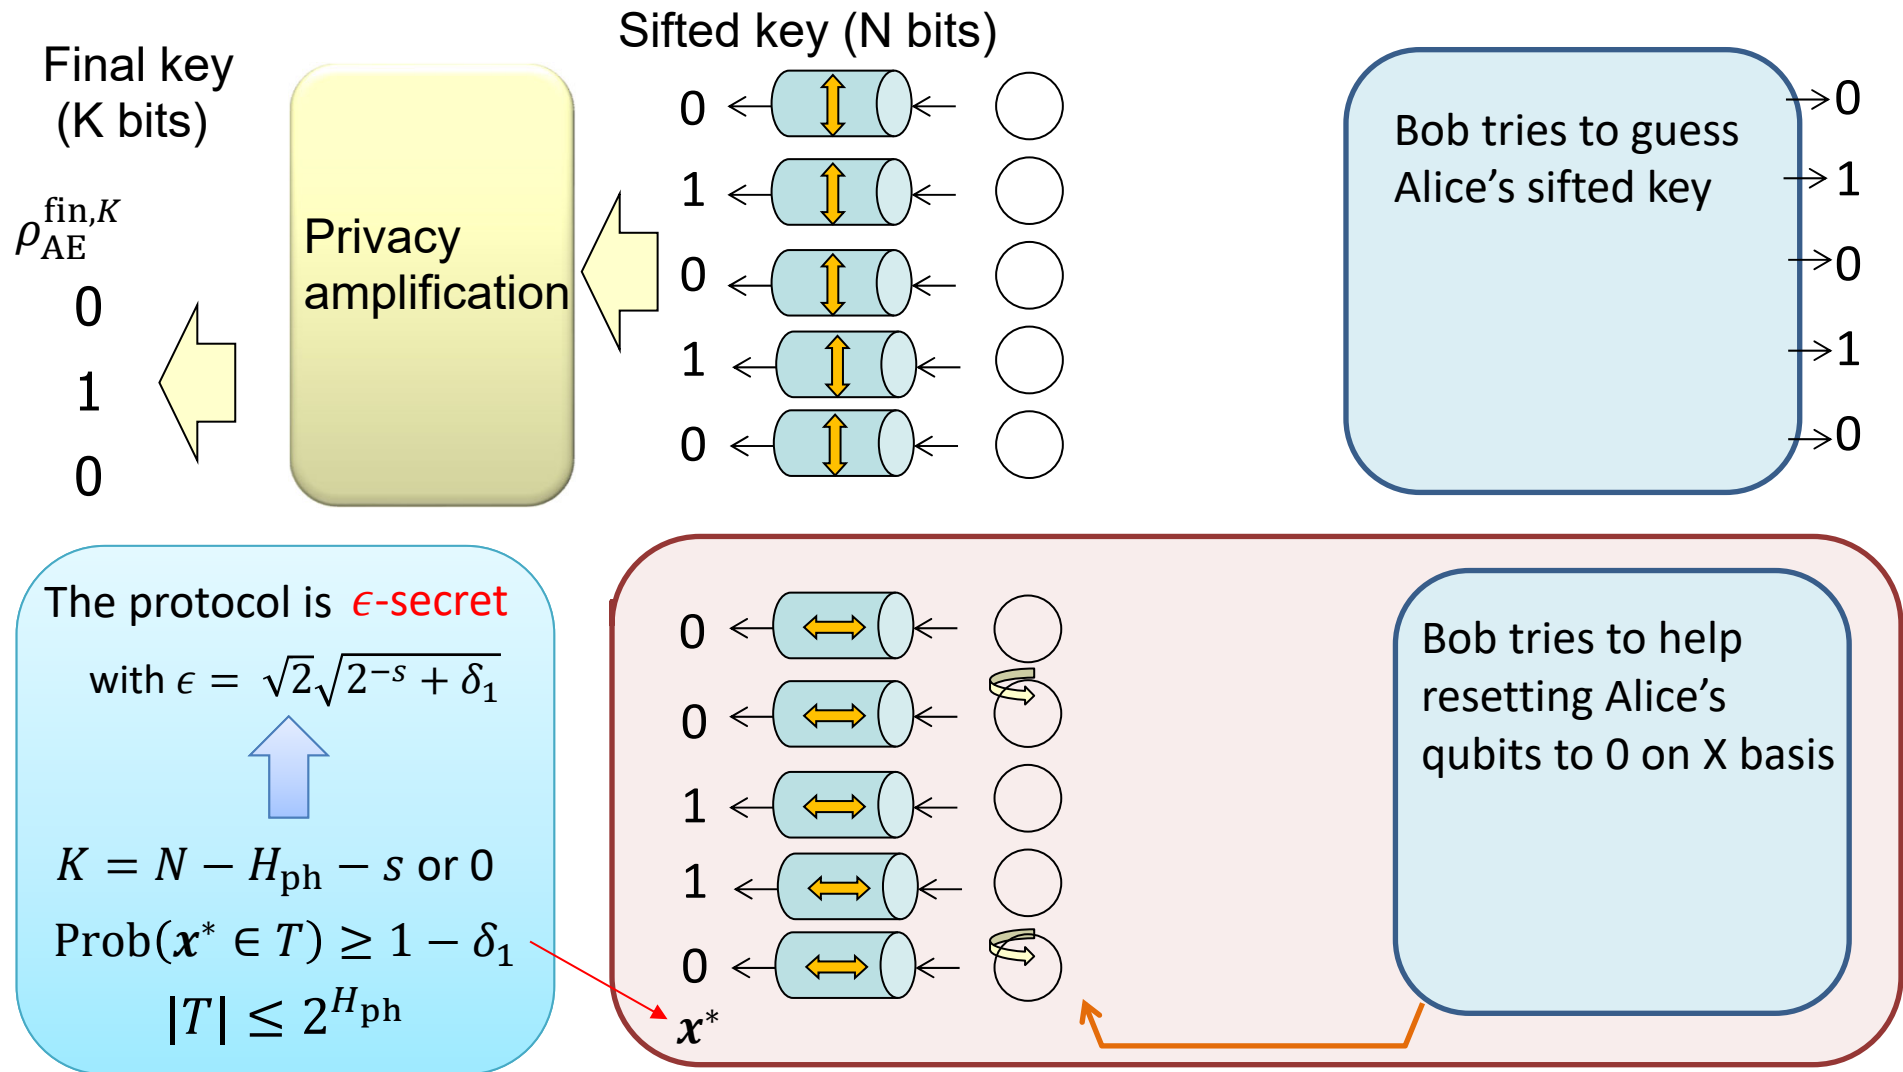 Sifted key (N bits)
Final key
(K bits)
ρ_AE^{fin,K}
0
1
0
Privacy
amplification
0
1
0
1
0
Bob tries to guess
Alice’s sifted key
0
1
0
1
0
The protocol is ϵ-secret
with ϵ = √2√(2^{−s} + δ₁)
K = N − H_ph − s or 0
Prob(x* ∈ T) ≥ 1 − δ₁
|T| ≤ 2^{H_ph}
0
0
1
1
0
x*
Bob tries to help
resetting Alice’s
qubits to 0 on X basis